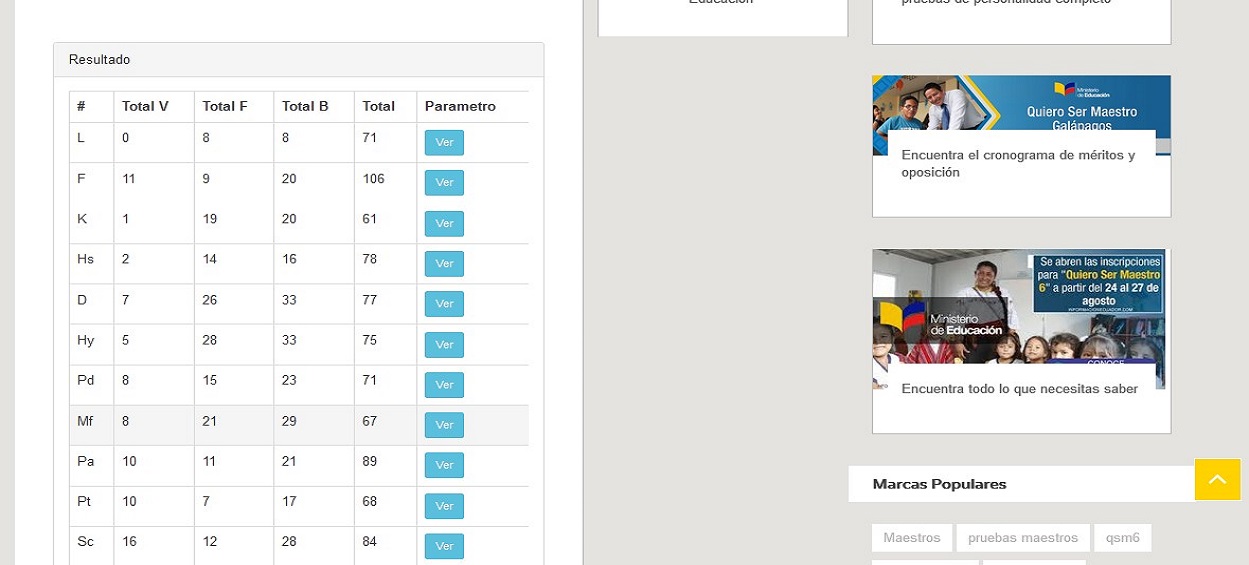 Educación
pruebas de personalidad completo
Resultado
# Total V Total F Total B Total Parametro
L 0 8 8 71 Ver
F 11 9 20 106 Ver
K 1 19 20 61 Ver
Hs 2 14 16 78 Ver
D 7 26 33 77 Ver
Hy 5 28 33 75 Ver
Pd 8 15 23 71 Ver
Mf 8 21 29 67 Ver
Pa 10 11 21 89 Ver
Pt 10 7 17 68 Ver
Sc 16 12 28 84 Ver
Ministerio
de Educación
Quiero Ser Maestro
Galápagos
Encuentra el cronograma de méritos y
oposición
Se abren las inscripciones
para "Quiero Ser Maestro
6" a partir del 24 al 27 de
agosto
INFORMACIONECUADOR.COM
Ministerio
de Educación
CONOCE
Encuentra todo lo que necesitas saber
Marcas Populares
Maestros pruebas maestros qsm6